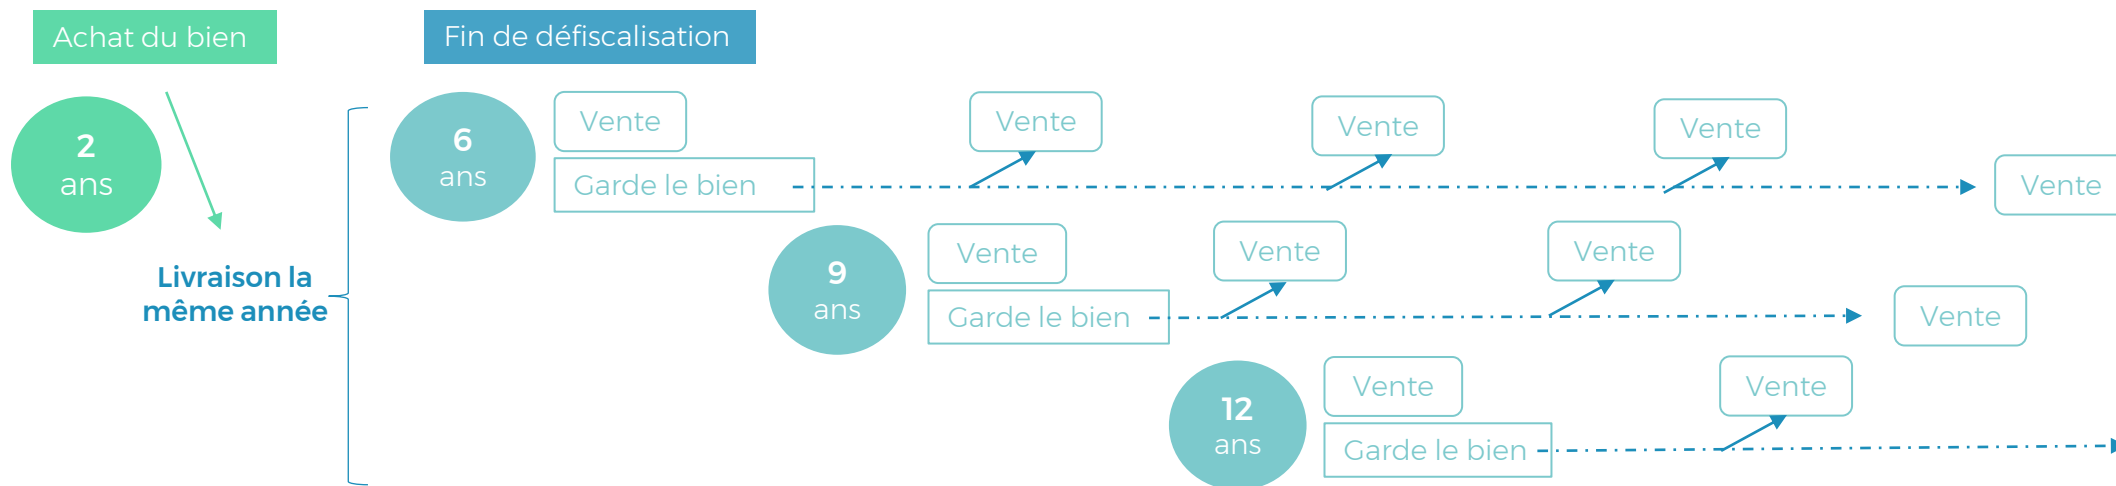 Achat du bien
Fin de défiscalisation
2
ans
Livraison la
même année
6
ans
Vente
Vente
Vente
Vente
Garde le bien
Vente
9
ans
Vente
Vente
Vente
Garde le bien
Vente
12
ans
Vente
Vente
Garde le bien